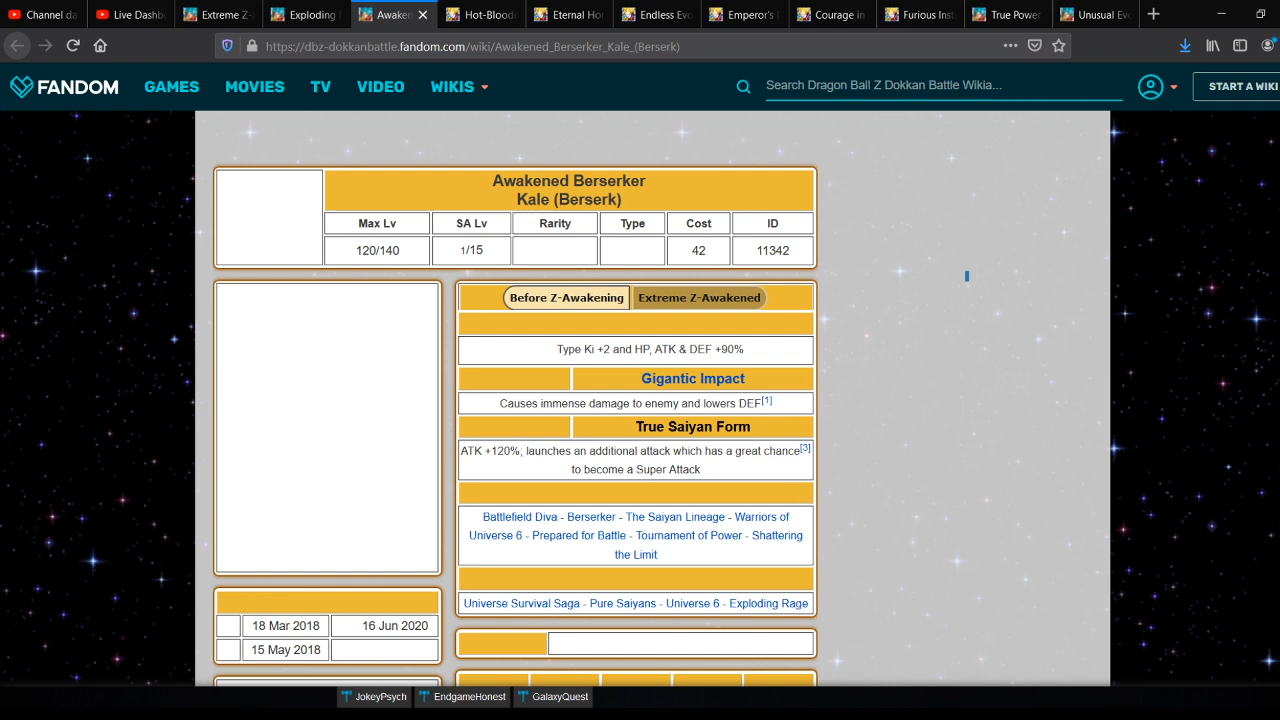 Channel da
Live Dashb
Extreme Z-
Exploding
Awaken
Hot-Bloode
Eternal Ho
Endless Evo
Emperor's
Courage in
Furious Inst
True Power
Unusual Evo
https://dbz-dokkanbattle.fandom.com/wiki/Awakened_Berserker_Kale_(Berserk)
FANDOM
GAMES
MOVIES
TV
VIDEO
WIKIS
Search Dragon Ball Z Dokkan Battle Wikia...
START A WIKI
Awakened Berserker
Kale (Berserk)
Max Lv SA Lv Rarity Type Cost ID
120/140 1/15 42 11342
Before Z-Awakening Extreme Z-Awakened
Type Ki +2 and HP, ATK & DEF +90%
Gigantic Impact
Causes immense damage to enemy and lowers DEF[1]
True Saiyan Form
ATK +120%; launches an additional attack which has a great chance[3]
to become a Super Attack
Battlefield Diva - Berserker - The Saiyan Lineage - Warriors of
Universe 6 - Prepared for Battle - Tournament of Power - Shattering
the Limit
Universe Survival Saga - Pure Saiyans - Universe 6 - Exploding Rage
18 Mar 2018 16 Jun 2020
15 May 2018
JokeyPsych
EndgameHonest
GalaxyQuest